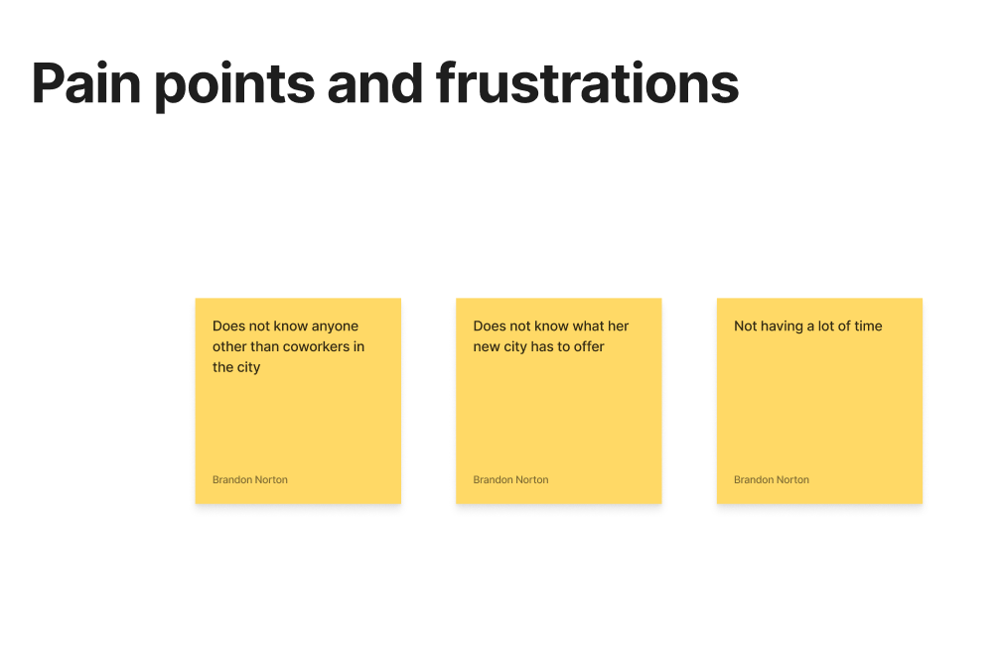 Pain points and frustrations
Does not know anyone
other than coworkers in
the city
Brandon Norton
Does not know what her
new city has to offer
Brandon Norton
Not having a lot of time
Brandon Norton